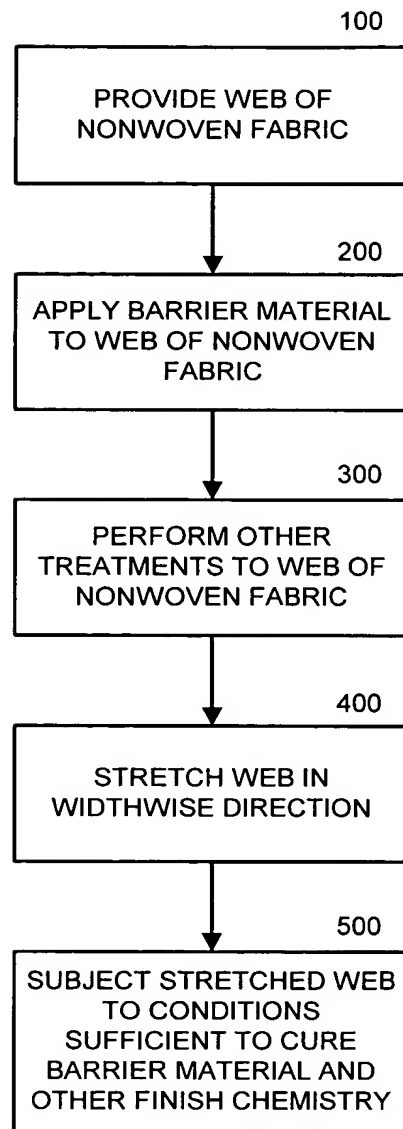 100
PROVIDE WEB OF
NONWOVEN FABRIC
200
APPLY BARRIER MATERIAL
TO WEB OF NONWOVEN
FABRIC
300
PERFORM OTHER
TREATMENTS TO WEB OF
NONWOVEN FABRIC
400
STRETCH WEB IN
WIDTHWISE DIRECTION
500
SUBJECT STRETCHED WEB
TO CONDITIONS
SUFFICIENT TO CURE
BARRIER MATERIAL AND
OTHER FINISH CHEMISTRY